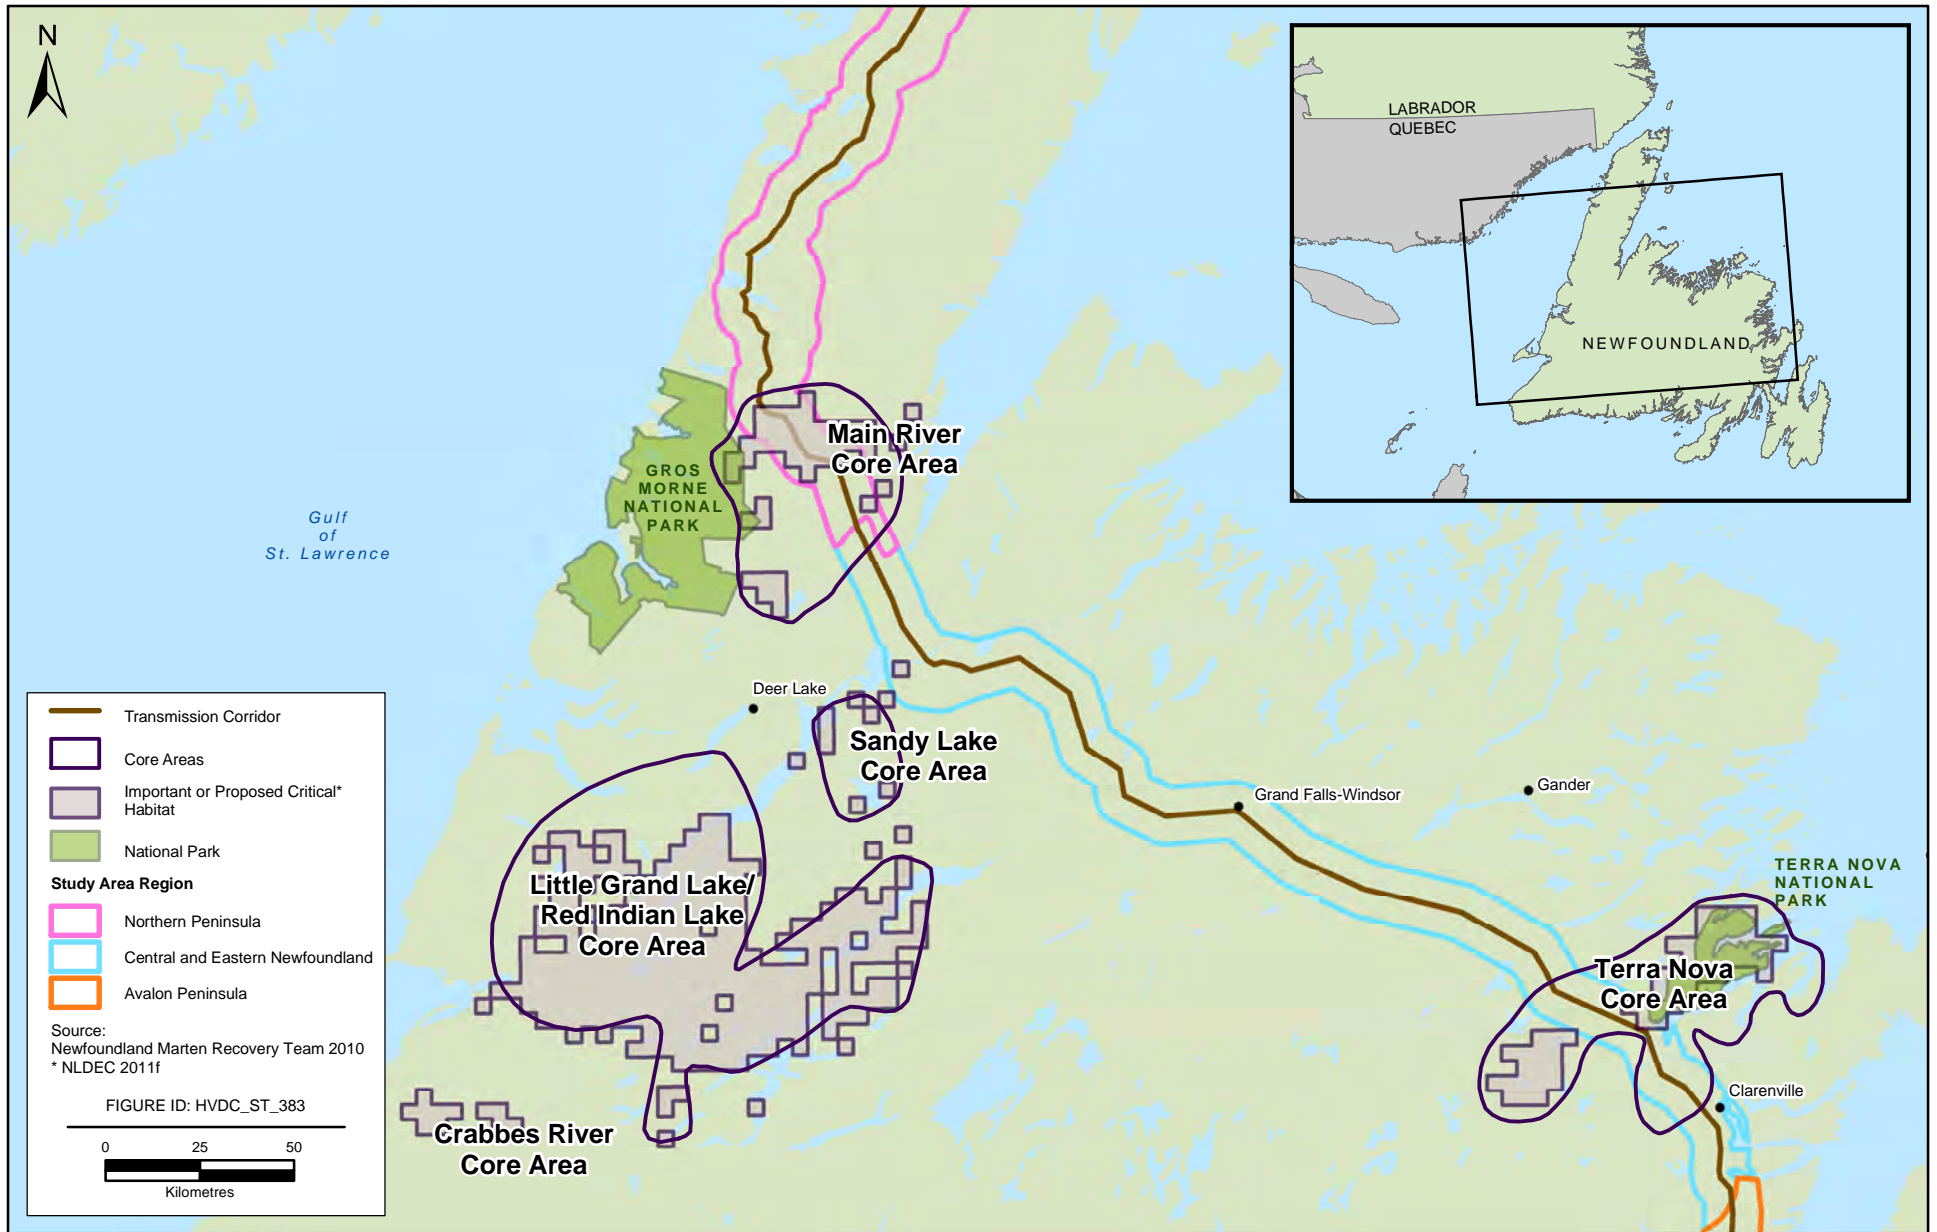 N
LABRADOR
QUEBEC
NEWFOUNDLAND
Main River
Core Area
GROS
MORNE
NATIONAL
PARK
Gulf
of
St. Lawrence
Deer Lake
Sandy Lake
Core Area
Grand Falls-Windsor
Gander
TERRA NOVA
NATIONAL
PARK
Little Grand Lake/
Red Indian Lake
Core Area
Terra Nova
Core Area
Clarenville
Crabbes River
Core Area
Transmission Corridor
Core Areas
Important or Proposed Critical*
Habitat
National Park
Study Area Region
Northern Peninsula
Central and Eastern Newfoundland
Avalon Peninsula
Source:
Newfoundland Marten Recovery Team 2010
* NLDEC 2011f
FIGURE ID: HVDC_ST_383
0 25 50
Kilometres